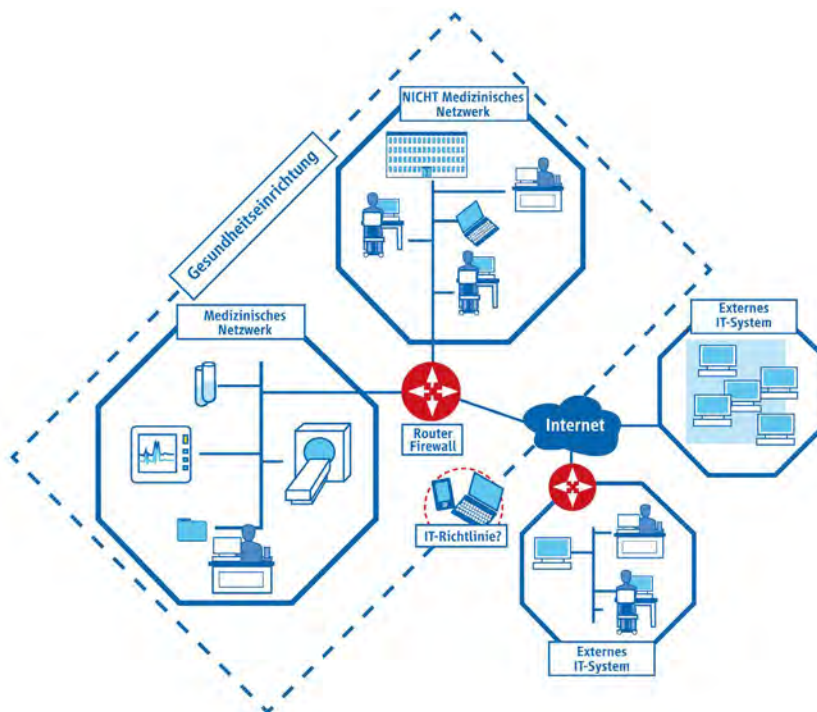 NICHT Medizinisches
Netzwerk
Gesundheitseinrichtung
Medizinisches
Netzwerk
Externes
IT-System
Router
Firewall
Internet
IT-Richtlinie?
Externes
IT-System